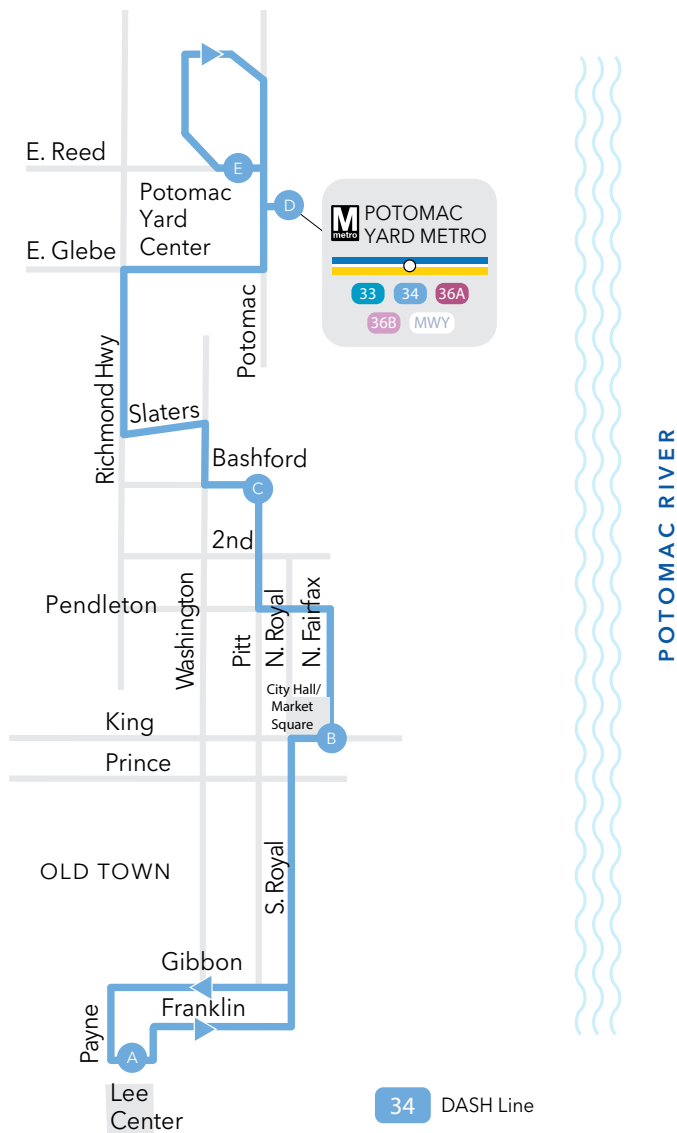 E. Reed
E
Potomac
Yard
Center
D
M
metro
POTOMAC
YARD METRO
33
34
36A
36B
MWY
E. Glebe
Potomac
Richmond Hwy
Slaters
Bashford
C
2nd
Pendleton
Washington
Pitt
N. Royal
N. Fairfax
City Hall/
Market
Square
King
B
Prince
OLD TOWN
S. Royal
Gibbon
Franklin
Payne
A
Lee
Center
34
DASH Line
POTOMAC RIVER